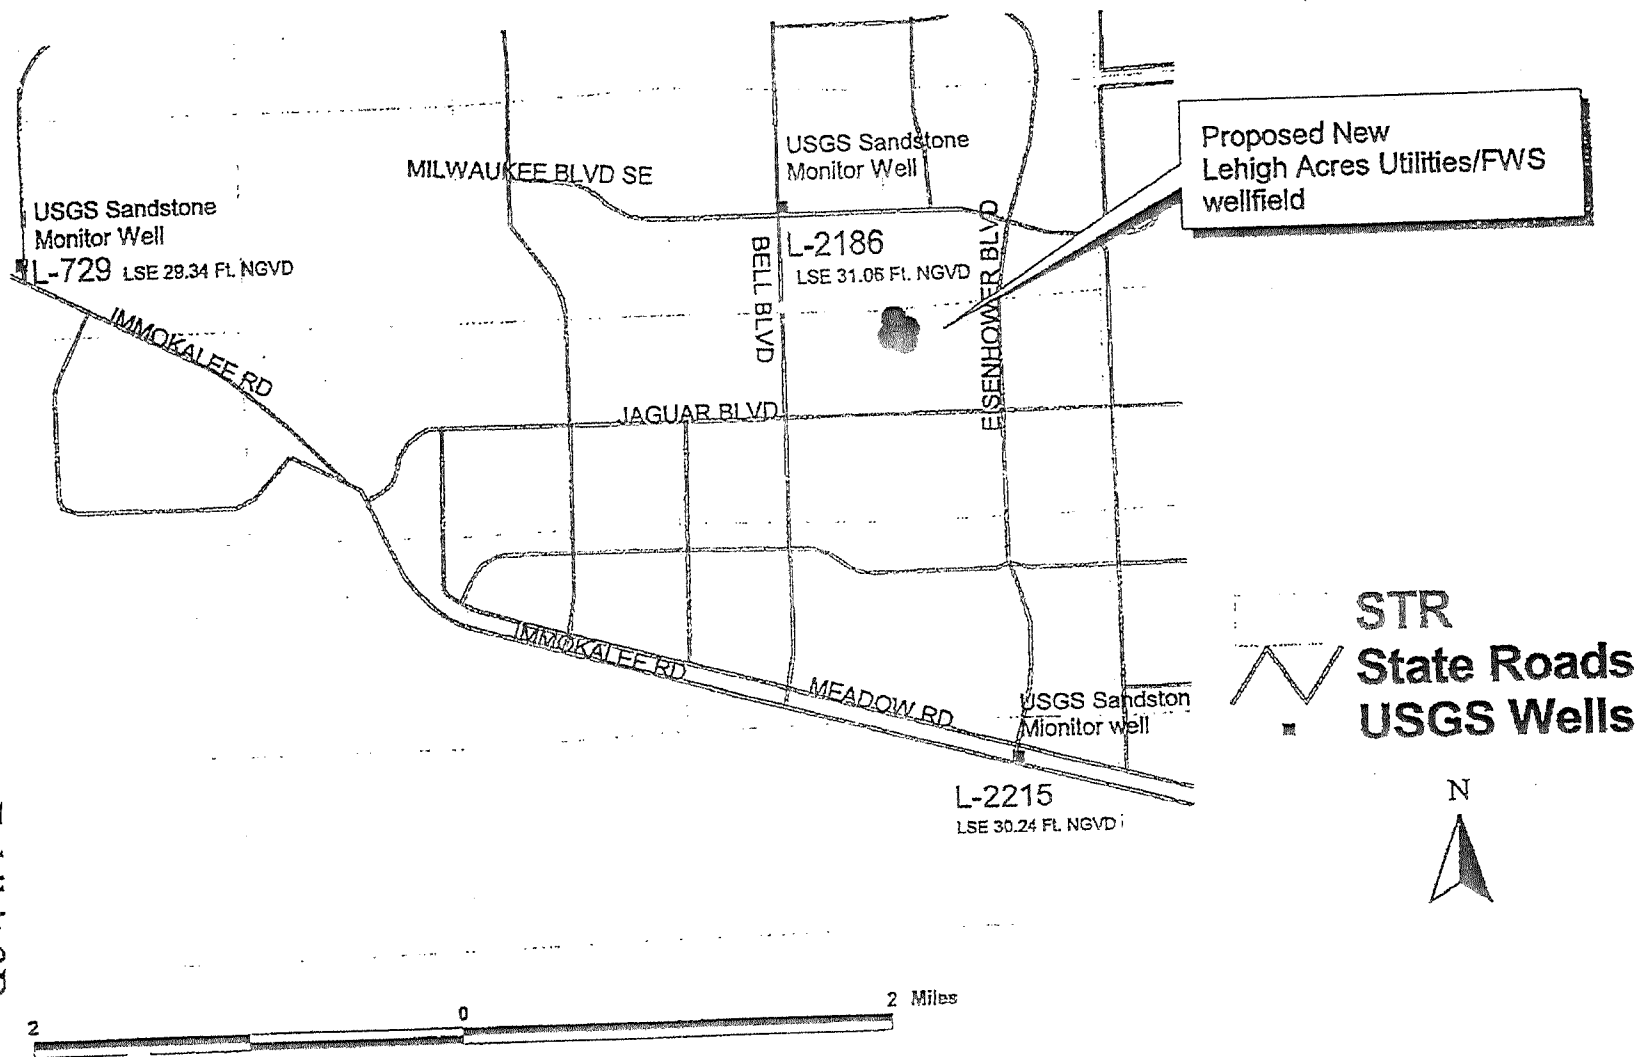 USGS Sandstone
Monitor Well
Proposed New
Lehigh Acres Utilities/FWS
wellfield
MILWAUKEE BLVD SE
USGS Sandstone
Monitor Well
L-729 LSE 29.34 Ft. NGVD
L-2186
LSE 31.06 Ft. NGVD
BELL BLVD
EISENHOWER BLVD
IMMOKALEE RD
JAGUAR BLVD
IMMOKALEE RD
MEADOW RD
USGS Sandston
Mionitor well
L-2215
LSE 30.24 Ft. NGVD
STR
State Roads
USGS Wells
N
2
0
2 Miles